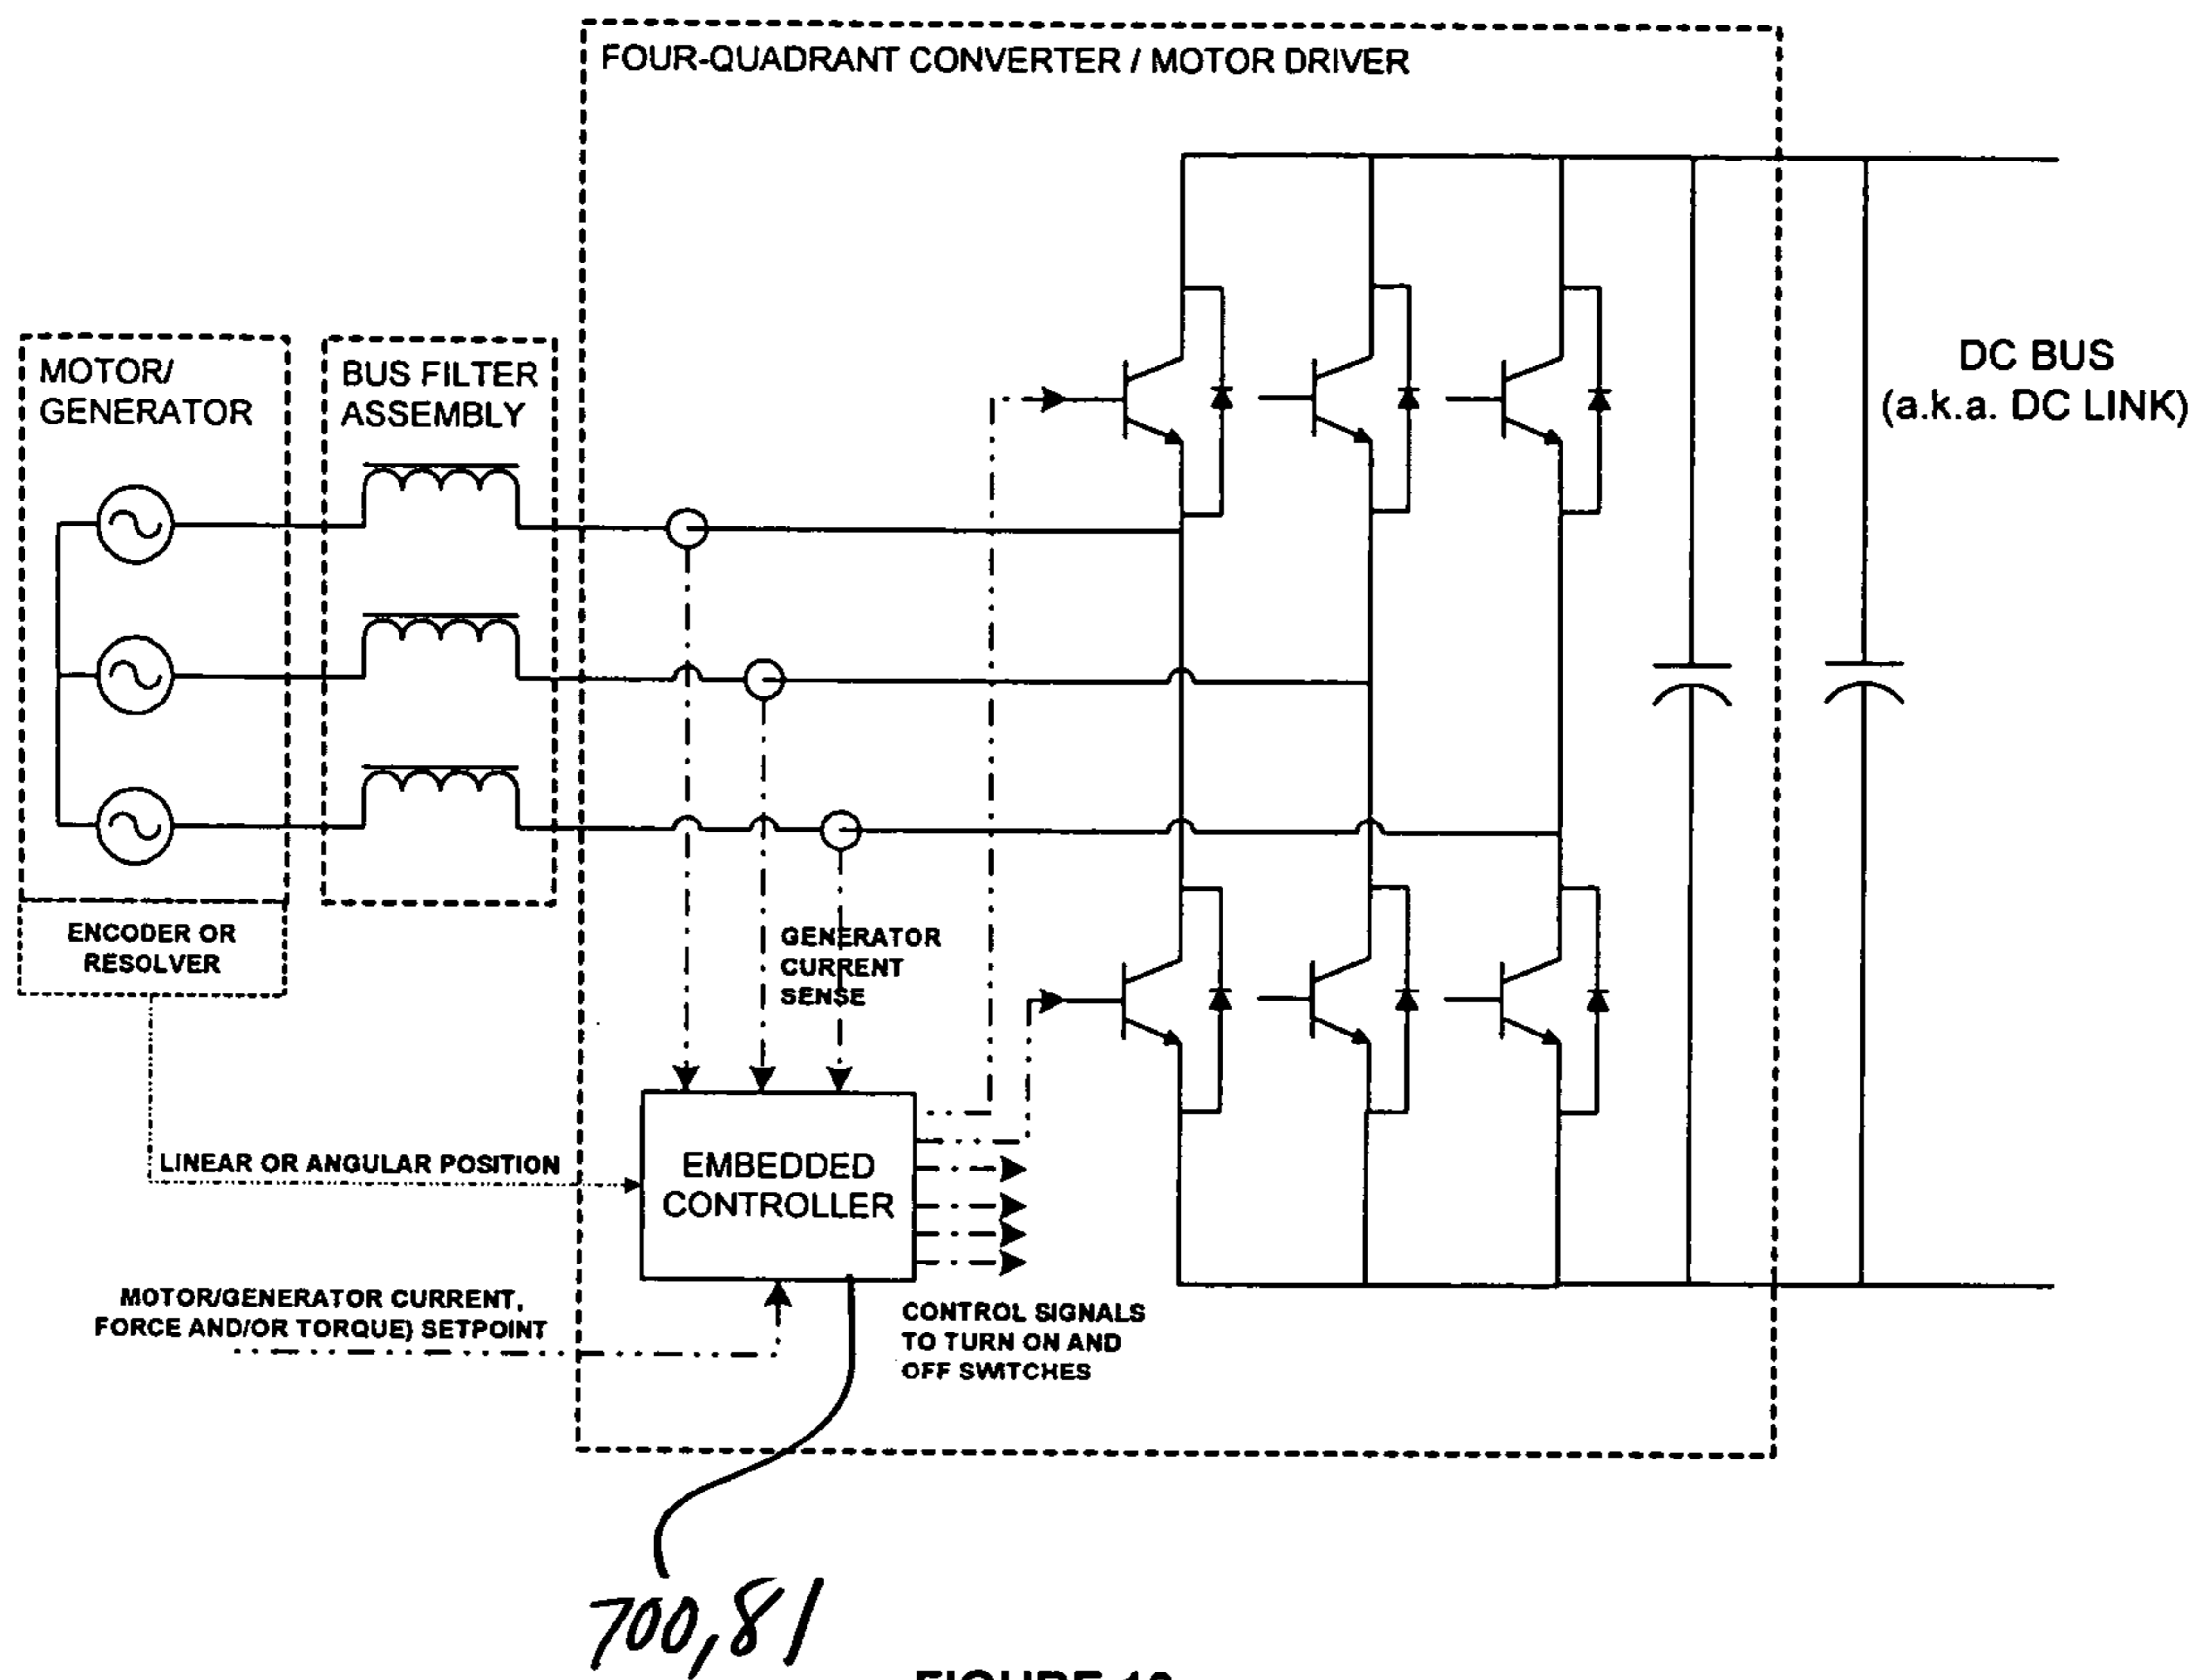 FOUR-QUADRANT CONVERTER / MOTOR DRIVER
MOTOR/
GENERATOR
BUS FILTER
ASSEMBLY
DC BUS
(a.k.a. DC LINK)
ENCODER OR
RESOLVER
GENERATOR
CURRENT
SENSE
LINEAR OR ANGULAR POSITION
EMBEDDED
CONTROLLER
MOTOR/GENERATOR CURRENT,
FORCE AND/OR TORQUE) SETPOINT
CONTROL SIGNALS
TO TURN ON AND
OFF SWITCHES
700,81